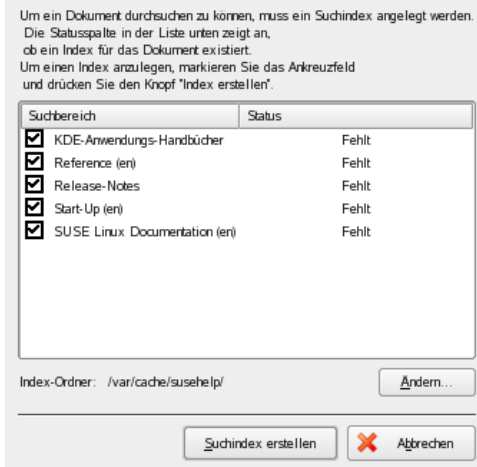 Um ein Dokument durchsuchen zu können, muss ein Suchindex angelegt werden.
Die Statusspalte in der Liste unten zeigt an,
ob ein Index für das Dokument existiert.
Um einen Index anzulegen, markieren Sie das Ankreuzfeld
und drücken Sie den Knopf "Index erstellen".
Suchbereich Status
KDE-Anwendungs-Handbücher Fehlt
Reference (en) Fehlt
Release-Notes Fehlt
Start-Up (en) Fehlt
SUSE Linux Documentation (en) Fehlt
Index-Ordner: /var/cache/susehelp/ Ändern...
Suchindex erstellen Abbrechen